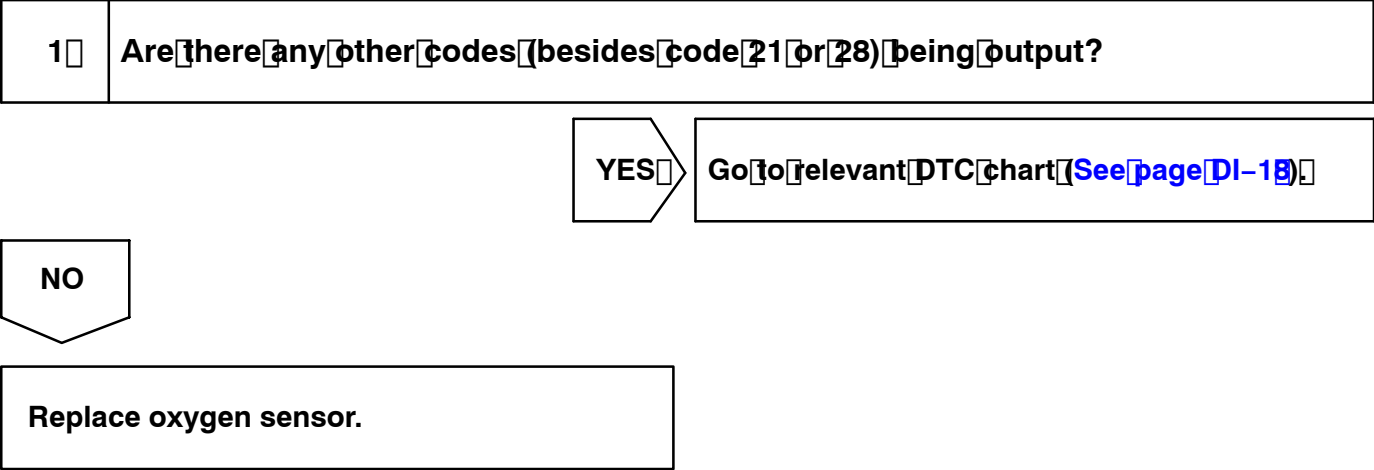 1 Are there any other codes (besides code 21 or 28) being output?
YES Go to relevant DTC chart (See page DI–18).
NO
Replace oxygen sensor.